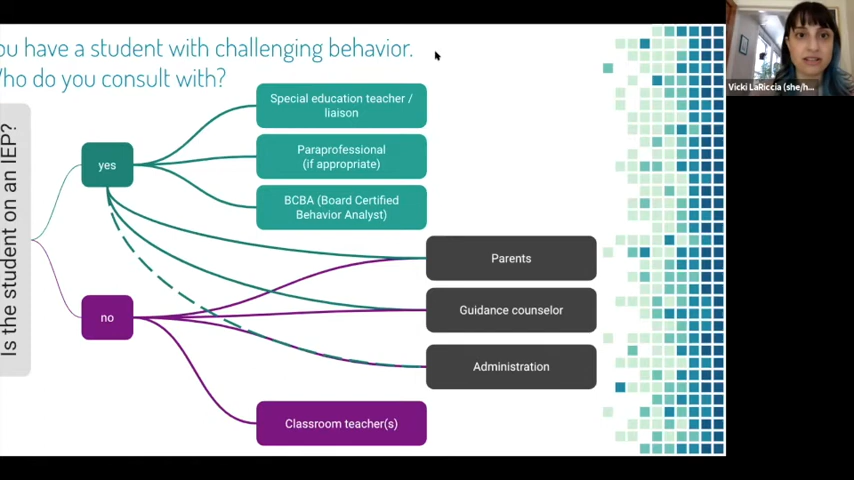 ou have a student with challenging behavior.
ho do you consult with?
Vicki LaRiccia (she/h...
Is the student on an IEP?
yes
no
Special education teacher /
liaison
Paraprofessional
(if appropriate)
BCBA (Board Certified
Behavior Analyst)
Parents
Guidance counselor
Administration
Classroom teacher(s)